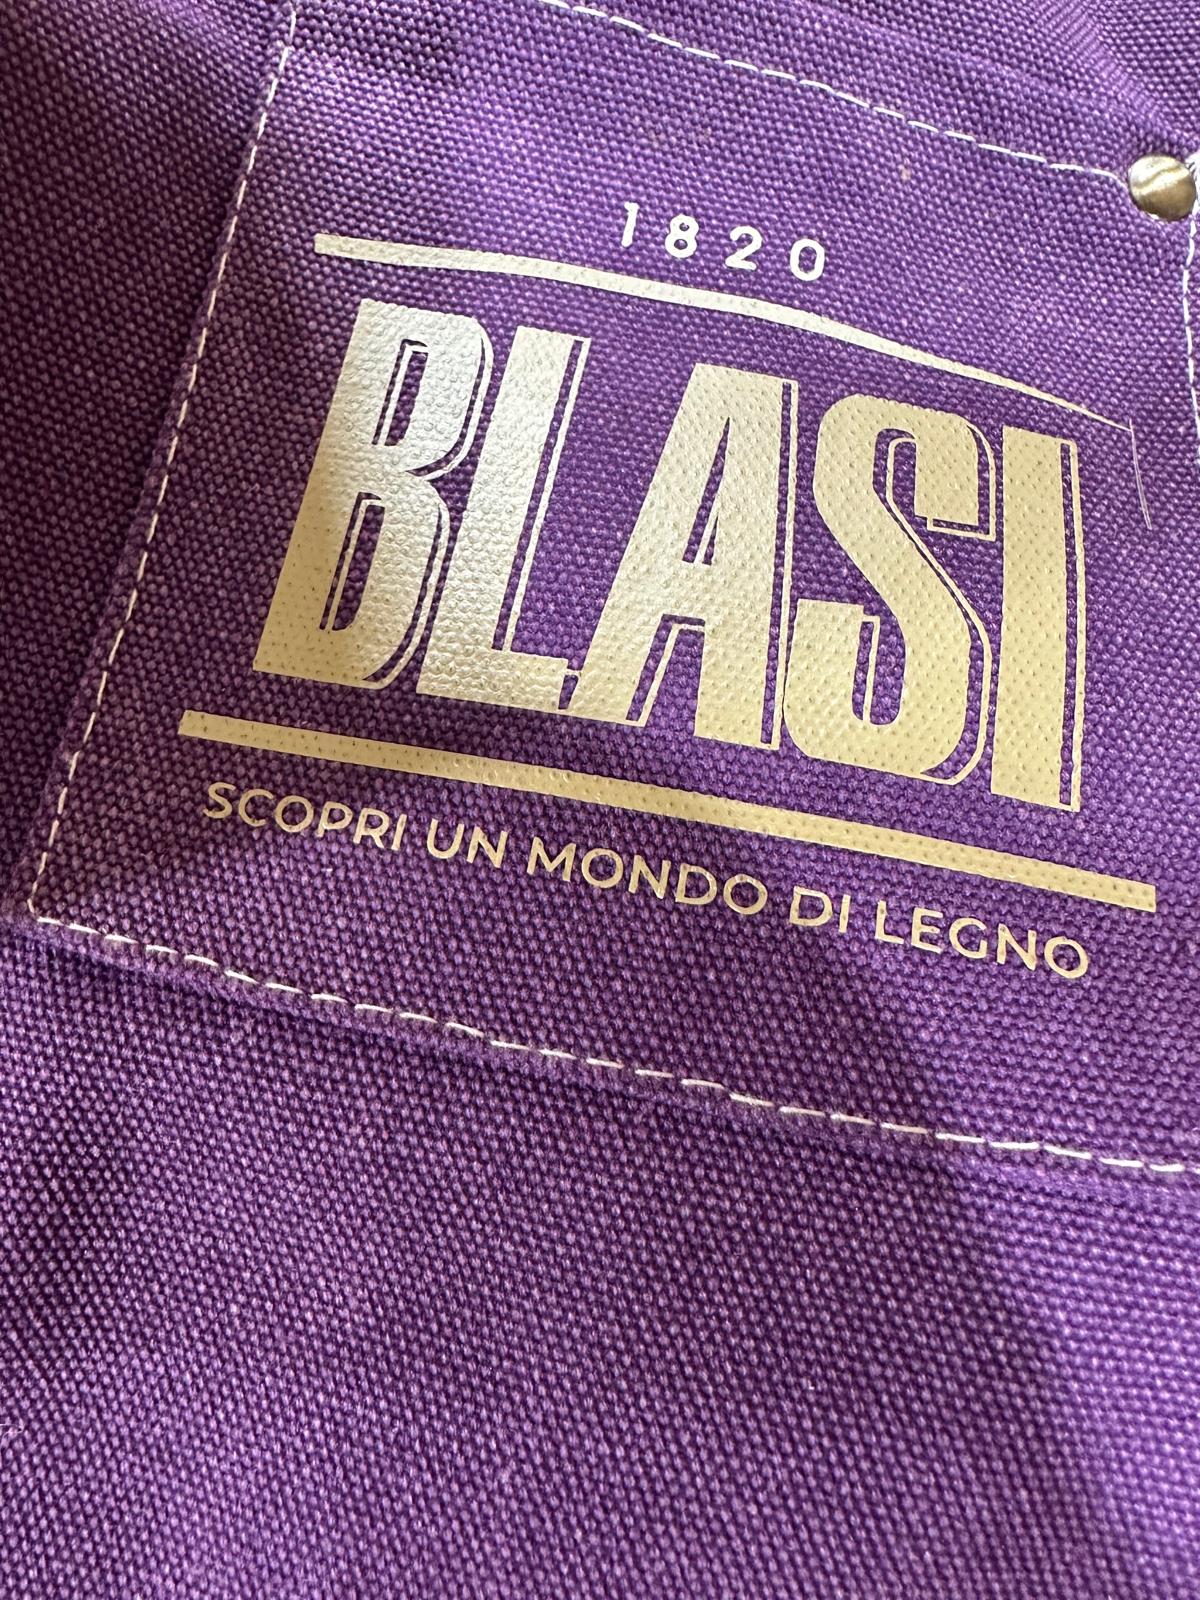 1820
BLASI
SCOPRI UN MONDO DI LEGNO